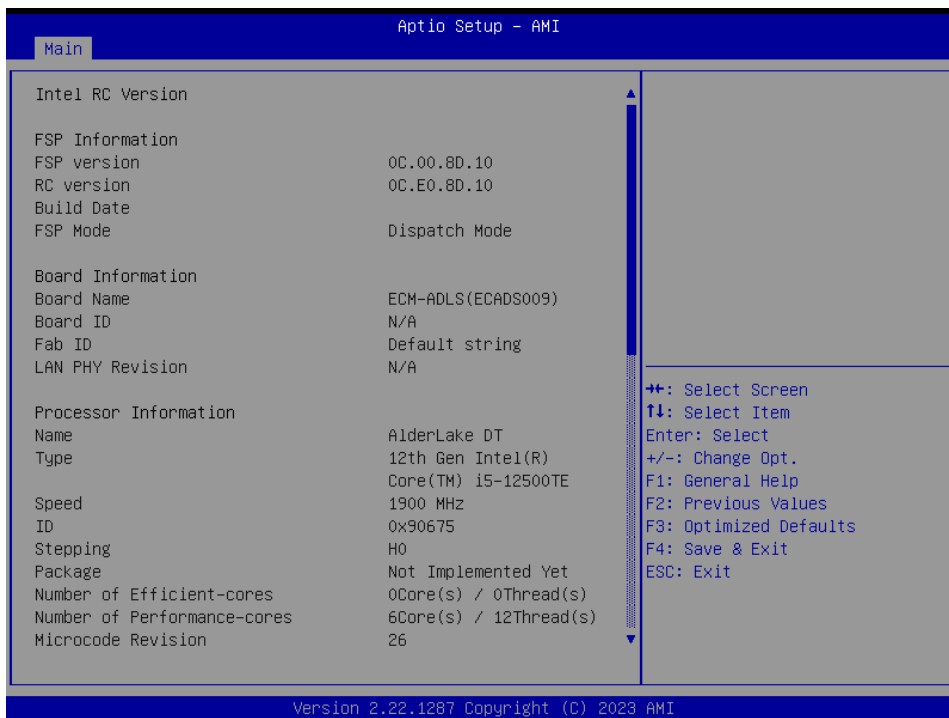 Aptio Setup – AMI
Main
Intel RC Version
FSP Information
FSP version 0C.00.8D.10
RC version 0C.E0.8D.10
Build Date
FSP Mode Dispatch Mode
Board Information
Board Name ECM-ADLS(ECADS009)
Board ID N/A
Fab ID Default string
LAN PHY Revision N/A
Processor Information
Name AlderLake DT
Type 12th Gen Intel(R)
Core(TM) i5-12500TE
Speed 1900 MHz
ID 0x90675
Stepping H0
Package Not Implemented Yet
Number of Efficient-cores 0Core(s) / 0Thread(s)
Number of Performance-cores 6Core(s) / 12Thread(s)
Microcode Revision 26
→←: Select Screen
↑↓: Select Item
Enter: Select
+/-: Change Opt.
F1: General Help
F2: Previous Values
F3: Optimized Defaults
F4: Save & Exit
ESC: Exit
Version 2.22.1287 Copyright (C) 2023 AMI